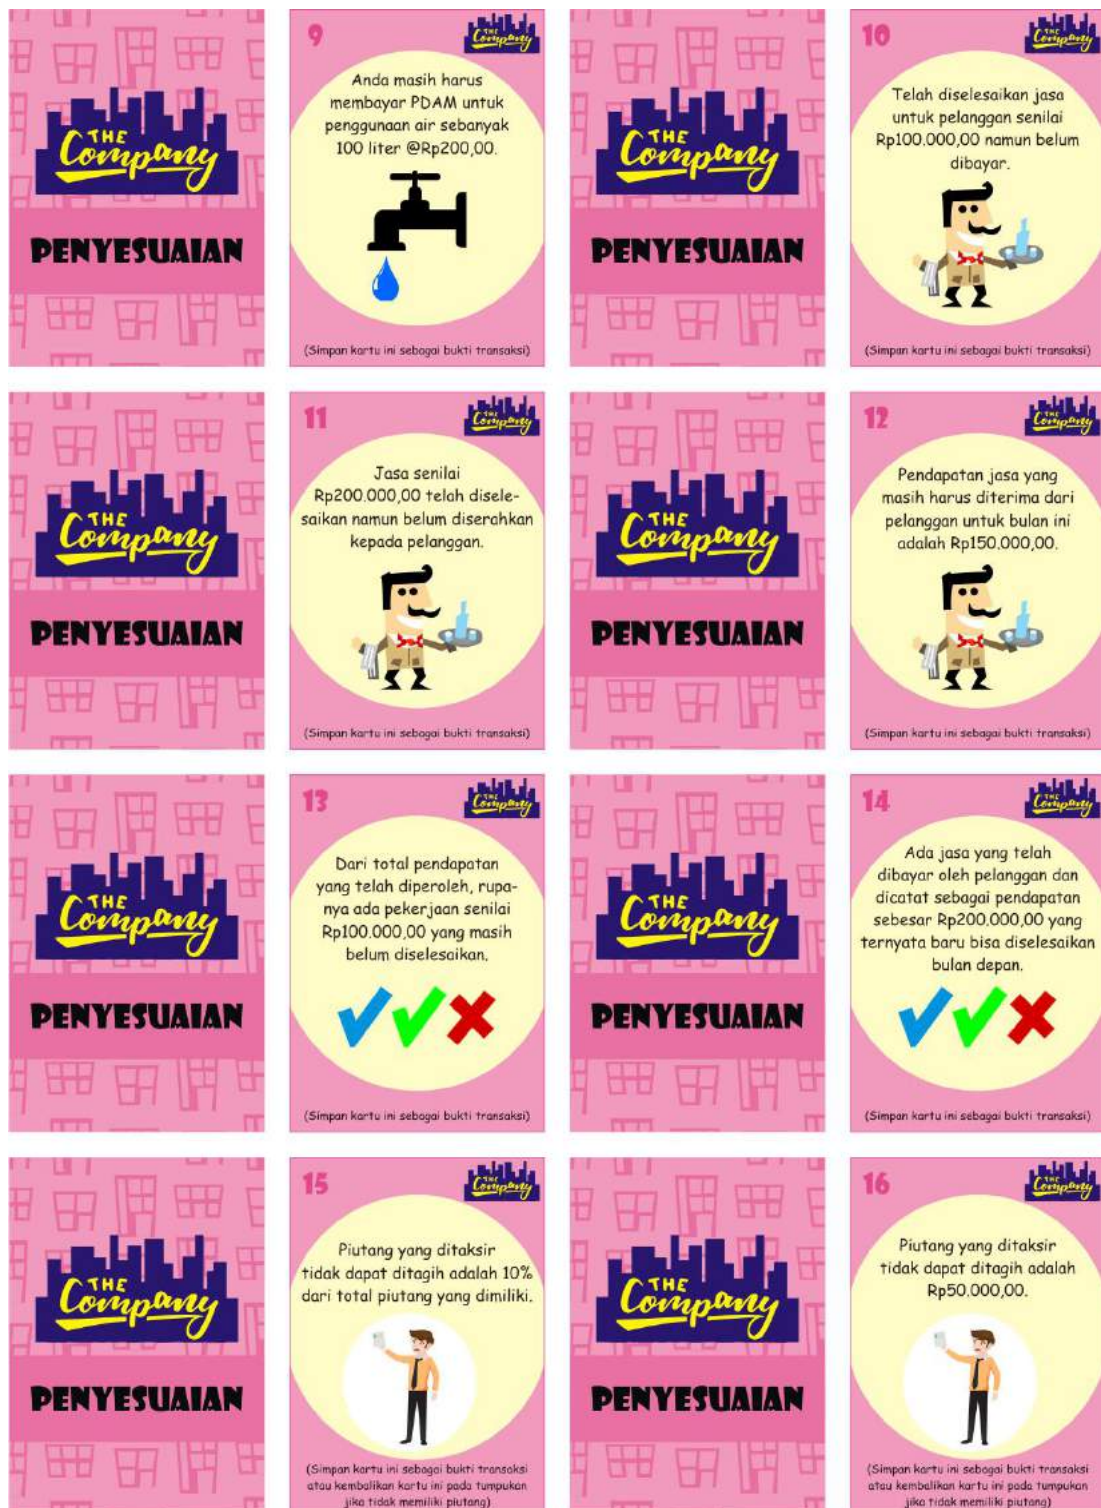 THE
Company
PENYESUAIAN
9
THE
Company
Anda masih harus
membayar PDAM untuk
penggunaan air sebanyak
100 liter @Rp200,00.
(Simpan kartu ini sebagai bukti transaksi)
THE
Company
PENYESUAIAN
10
THE
Company
Telah diselesaikan jasa
untuk pelanggan senilai
Rp100.000,00 namun belum
dibayar.
(Simpan kartu ini sebagai bukti transaksi)
THE
Company
PENYESUAIAN
11
THE
Company
Jasa senilai
Rp200.000,00 telah disele-
saikan namun belum diserahkan
kepada pelanggan.
(Simpan kartu ini sebagai bukti transaksi)
THE
Company
PENYESUAIAN
12
THE
Company
Pendapatan jasa yang
masih harus diterima dari
pelanggan untuk bulan ini
adalah Rp150.000,00.
(Simpan kartu ini sebagai bukti transaksi)
THE
Company
PENYESUAIAN
13
THE
Company
Dari total pendapatan
yang telah diperoleh, rupa-
nya ada pekerjaan senilai
Rp100.000,00 yang masih
belum diselesaikan.
(Simpan kartu ini sebagai bukti transaksi)
THE
Company
PENYESUAIAN
14
THE
Company
Ada jasa yang telah
dibayar oleh pelanggan dan
dicatat sebagai pendapatan
sebesar Rp200.000,00 yang
ternyata baru bisa diselesaikan
bulan depan.
(Simpan kartu ini sebagai bukti transaksi)
THE
Company
PENYESUAIAN
15
THE
Company
Piutang yang ditaksir
tidak dapat ditagih adalah 10%
dari total piutang yang dimiliki.
(Simpan kartu ini sebagai bukti transaksi
atau kembalikan kartu ini pada tumpukan
jika tidak memiliki piutang)
THE
Company
PENYESUAIAN
16
THE
Company
Piutang yang ditaksir
tidak dapat ditagih adalah
Rp50.000,00.
(Simpan kartu ini sebagai bukti transaksi
atau kembalikan kartu ini pada tumpukan
jika tidak memiliki piutang)